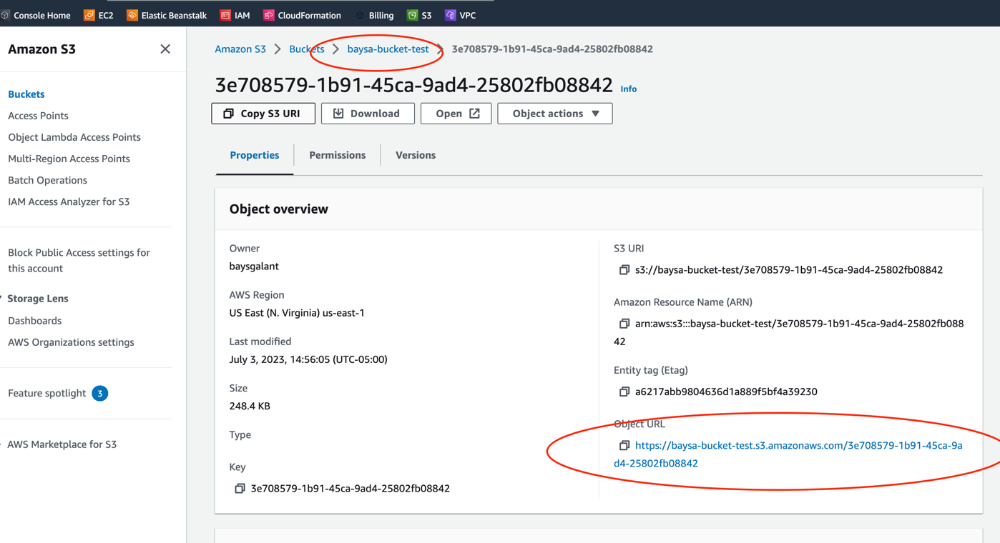 Console Home EC2 Elastic Beanstalk IAM CloudFormation Billing S3 VPC
Amazon S3
Buckets
Access Points
Object Lambda Access Points
Multi-Region Access Points
Batch Operations
IAM Access Analyzer for S3
Block Public Access settings for
this account
Storage Lens
Dashboards
AWS Organizations settings
Feature spotlight 3
AWS Marketplace for S3
Amazon S3 Buckets baysa-bucket-test 3e708579-1b91-45ca-9ad4-25802fb08842
3e708579-1b91-45ca-9ad4-25802fb08842 Info
Copy S3 URI Download Open Object actions
Properties Permissions Versions
Object overview
Owner
baysgalant
AWS Region
US East (N. Virginia) us-east-1
Last modified
July 3, 2023, 14:56:05 (UTC-05:00)
Size
248.4 KB
Type
Key
3e708579-1b91-45ca-9ad4-25802fb08842
S3 URI
s3://baysa-bucket-test/3e708579-1b91-45ca-9ad4-25802fb08842
Amazon Resource Name (ARN)
arn:aws:s3:::baysa-bucket-test/3e708579-1b91-45ca-9ad4-25802fb088
42
Entity tag (Etag)
a6217abb9804636d1a889f5bf4a39230
Object URL
https://baysa-bucket-test.s3.amazonaws.com/3e708579-1b91-45ca-9a
d4-25802fb08842